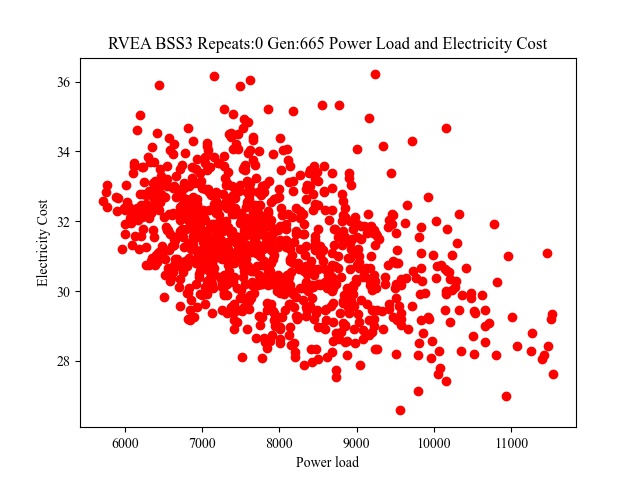 RVEA BSS3 Repeats:0 Gen:665 Power Load and Electricity Cost
36
34
32
30
28
Electricity Cost
6000 7000 8000 9000 10000 11000
Power load